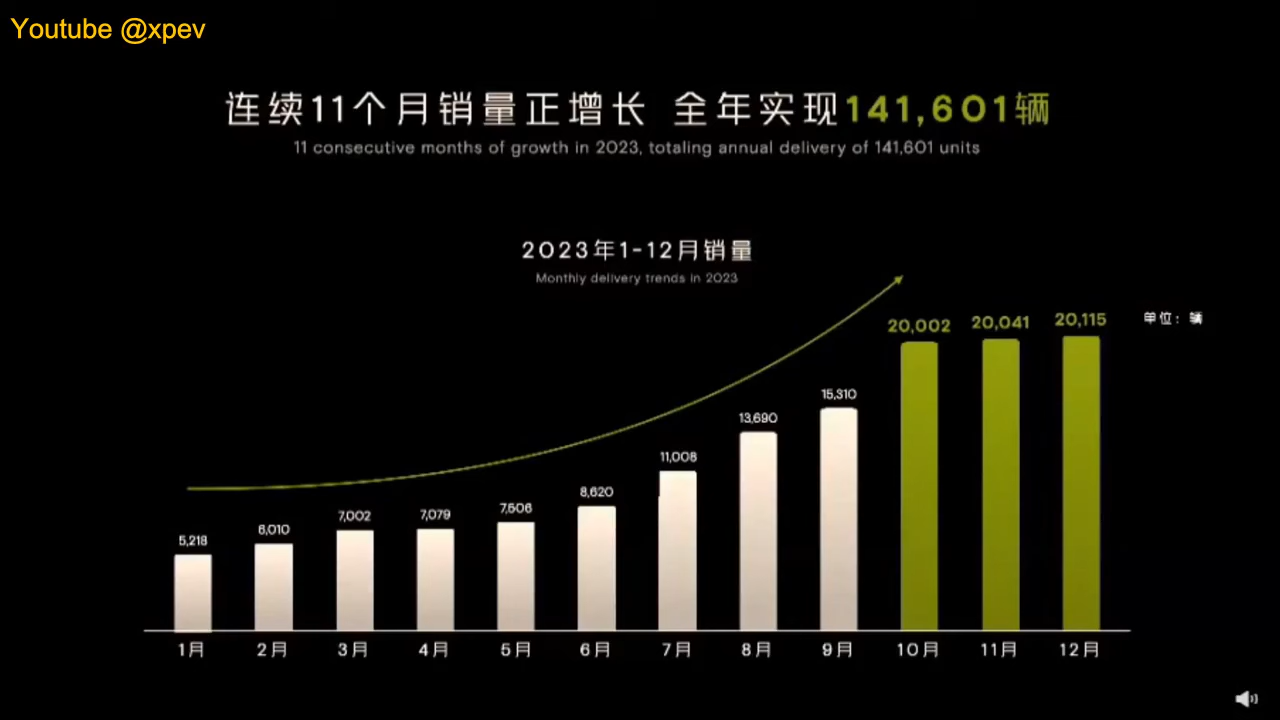 Youtube @xpev
连续11个月销量正增长 全年实现141,601辆
11 consecutive months of growth in 2023, totaling annual delivery of 141,601 units
2023年1-12月销量
Monthly delivery trends in 2023
单位：辆
5,218 6,010 7,002 7,079 7,506 8,620 11,008 13,690 15,310 20,002 20,041 20,115
1月 2月 3月 4月 5月 6月 7月 8月 9月 10月 11月 12月